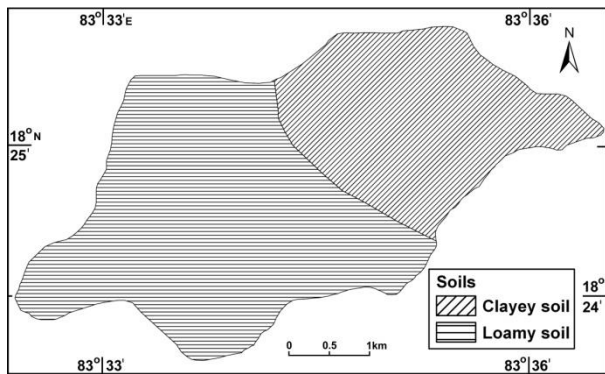 83° 33'E
83° 36'
N
18° N
25'
Soils
Clayey soil
Loamy soil
18°
24'
0 0.5 1km
83° 33'
83° 36'